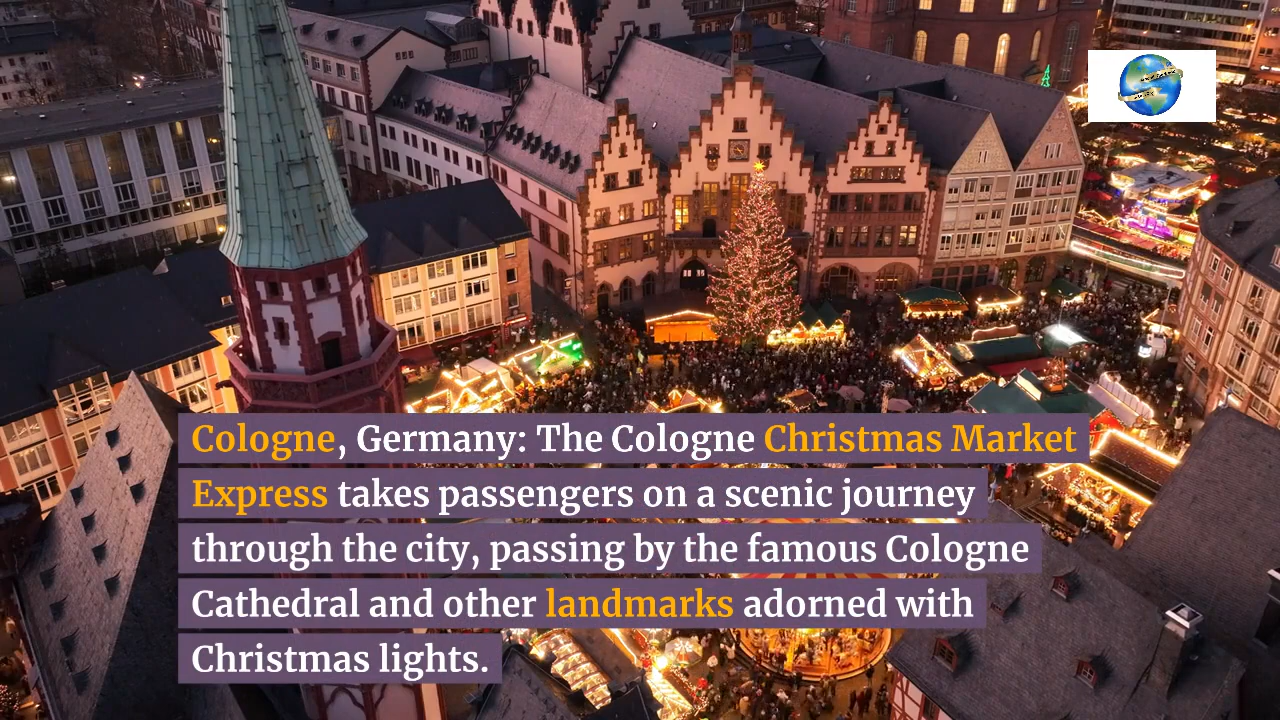 Cologne, Germany: The Cologne Christmas Market
Express takes passengers on a scenic journey
through the city, passing by the famous Cologne
Cathedral and other landmarks adorned with
Christmas lights.